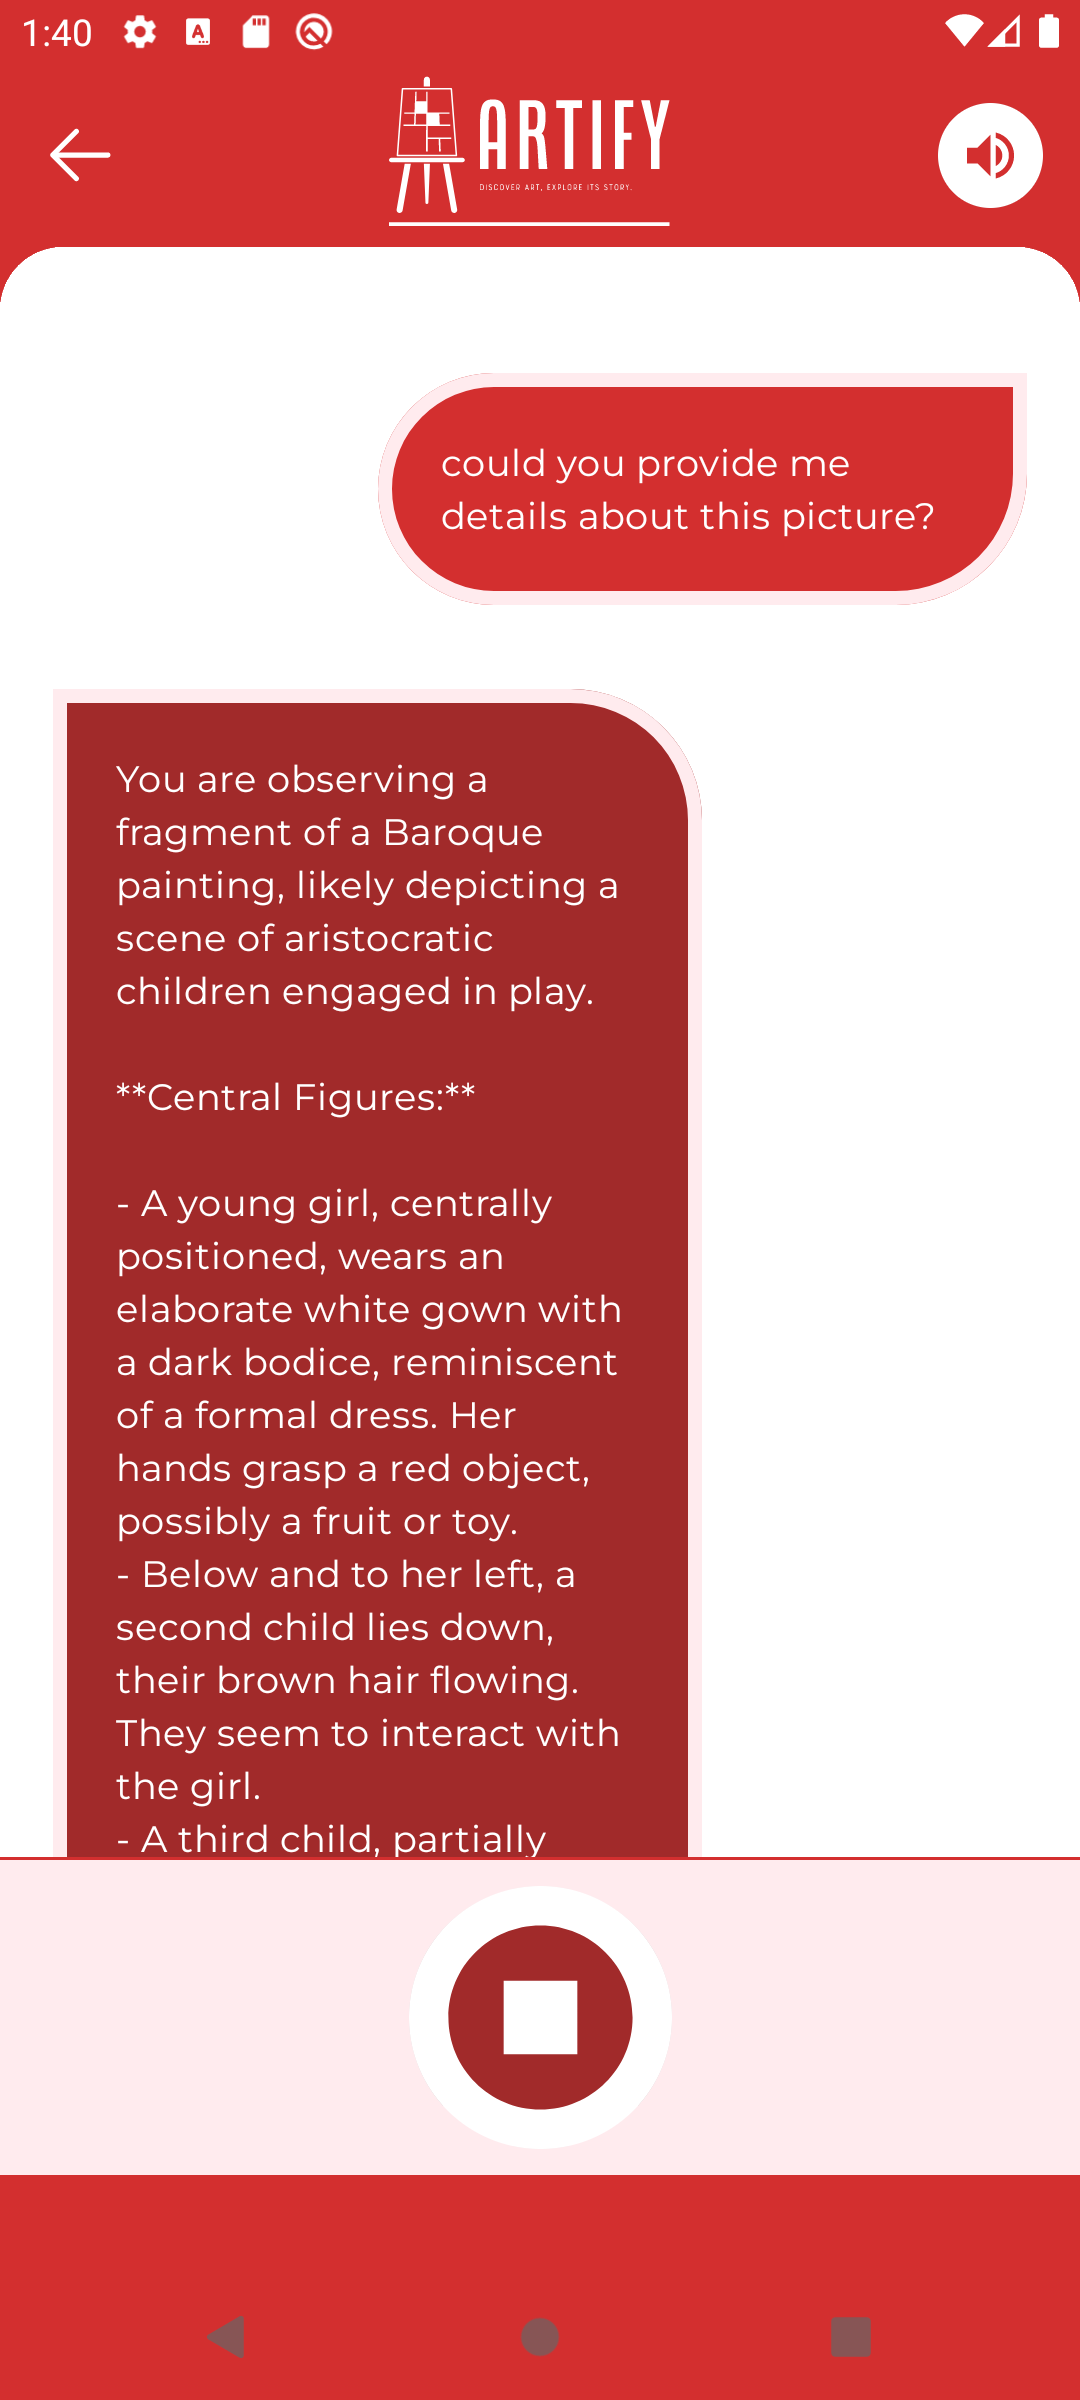 1:40
ARTIFY
DISCOVER ART, EXPLORE ITS STORY.
could you provide me
details about this picture?
You are observing a
fragment of a Baroque
painting, likely depicting a
scene of aristocratic
children engaged in play.
**Central Figures:**
- A young girl, centrally
positioned, wears an
elaborate white gown with
a dark bodice, reminiscent
of a formal dress. Her
hands grasp a red object,
possibly a fruit or toy.
- Below and to her left, a
second child lies down,
their brown hair flowing.
They seem to interact with
the girl.
- A third child, partially